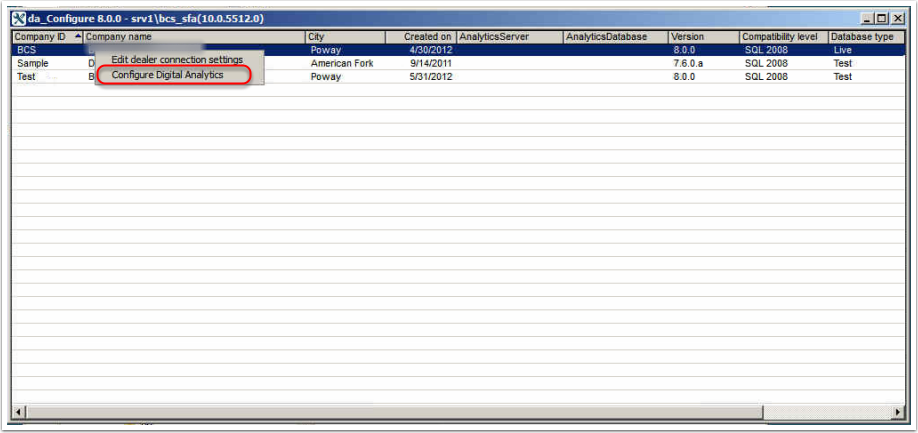 da_Configure 8.0.0 - srv1\bcs_sfa(10.0.5512.0)
Company ID Company name City Created on AnalyticsServer AnalyticsDatabase Version Compatibility level Database type
BCS Poway 4/30/2012 8.0.0 SQL 2008 Live
Sample D American Fork 9/14/2011 7.6.0.a SQL 2008 Test
Test B Poway 5/31/2012 8.0.0 SQL 2008 Test
Edit dealer connection settings
Configure Digital Analytics